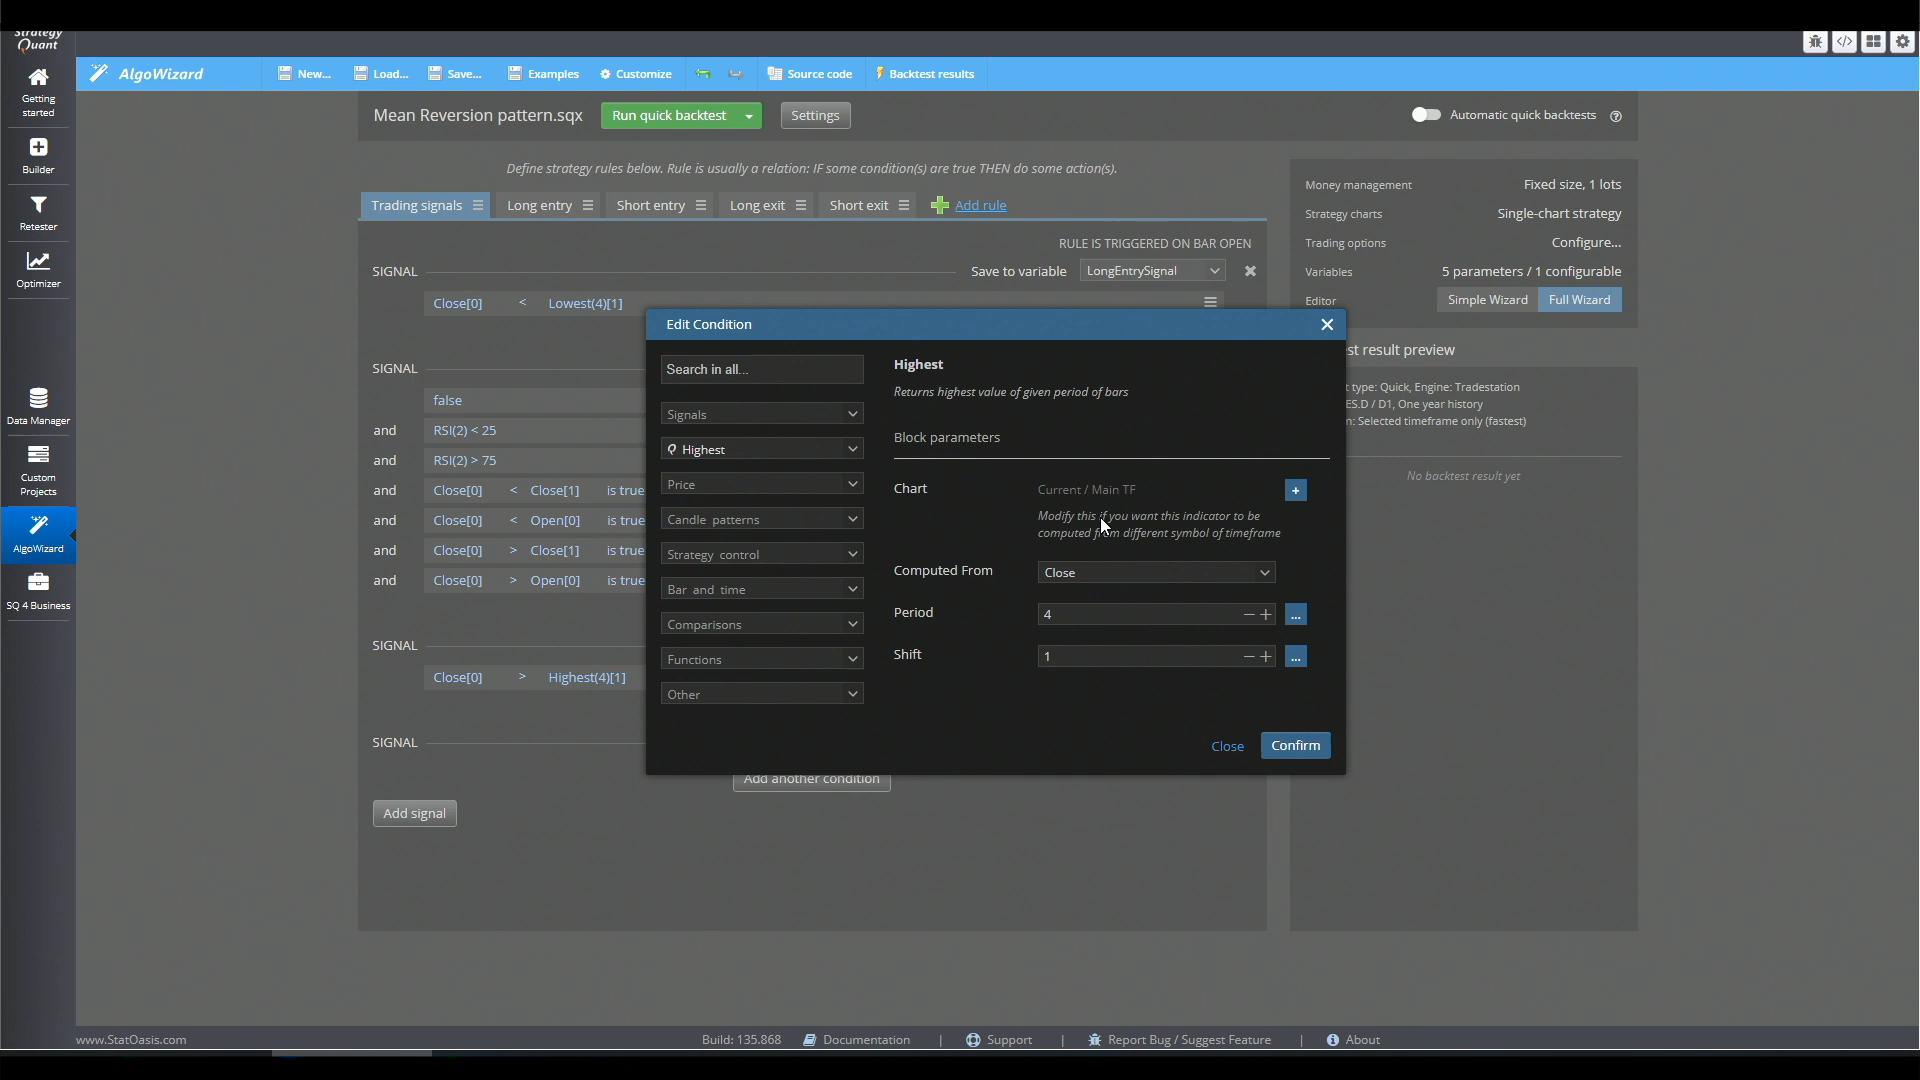 Strategy
Quant
AlgoWizard New... Load... Save... Examples Customize Source code Backtest results
Getting
started
Builder
Retester
Optimizer
Data Manager
Custom
Projects
AlgoWizard
SQ 4 Business
Mean Reversion pattern.sqx Run quick backtest Settings Automatic quick backtests
Define strategy rules below. Rule is usually a relation: IF some condition(s) are true THEN do some action(s).
Trading signals Long entry Short entry Long exit Short exit Add rule
RULE IS TRIGGERED ON BAR OPEN
SIGNAL Save to variable LongEntrySignal
Close[0] < Lowest(4)[1]
SIGNAL
false
and RSI(2) < 25
and RSI(2) > 75
and Close[0] < Close[1] is true
and Close[0] < Open[0] is true
and Close[0] > Close[1] is true
and Close[0] > Open[0] is true
SIGNAL
Close[0] > Highest(4)[1]
SIGNAL
Add another condition
Add signal
Edit Condition
Search in all...
Signals
Highest
Price
Candle patterns
Strategy control
Bar and time
Comparisons
Functions
Other
Highest
Returns highest value of given period of bars
Block parameters
Chart Current / Main TF +
Modify this if you want this indicator to be
computed from different symbol of timeframe
Computed From Close
Period 4 ...
Shift 1 ...
Close Confirm
Money management Fixed size, 1 lots
Strategy charts Single-chart strategy
Trading options Configure...
Variables 5 parameters / 1 configurable
Editor Simple Wizard Full Wizard
st result preview
t type: Quick, Engine: Tradestation
ES.D / D1, One year history
n: Selected timeframe only (fastest)
No backtest result yet
www.StatOasis.com Build: 135.868 Documentation | Support | Report Bug / Suggest Feature | About